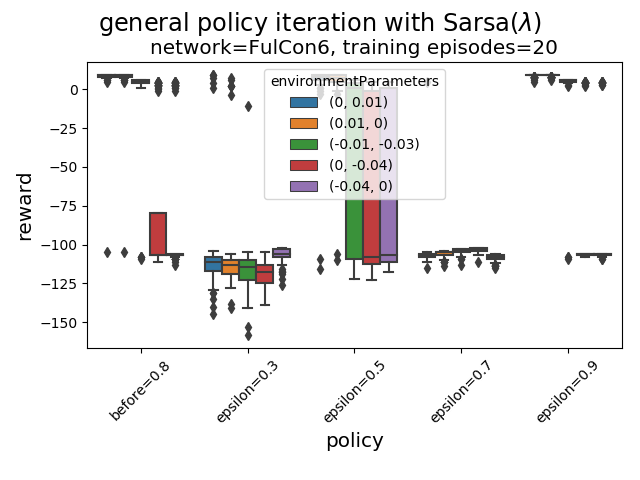 general policy iteration with Sarsa(λ)
network=FulCon6, training episodes=20
environmentParameters
(0, 0.01)
(0.01, 0)
(-0.01, -0.03)
(0, -0.04)
(-0.04, 0)
reward
0
−25
−50
−75
−100
−125
−150
before=0.8
epsilon=0.3
epsilon=0.5
epsilon=0.7
epsilon=0.9
policy